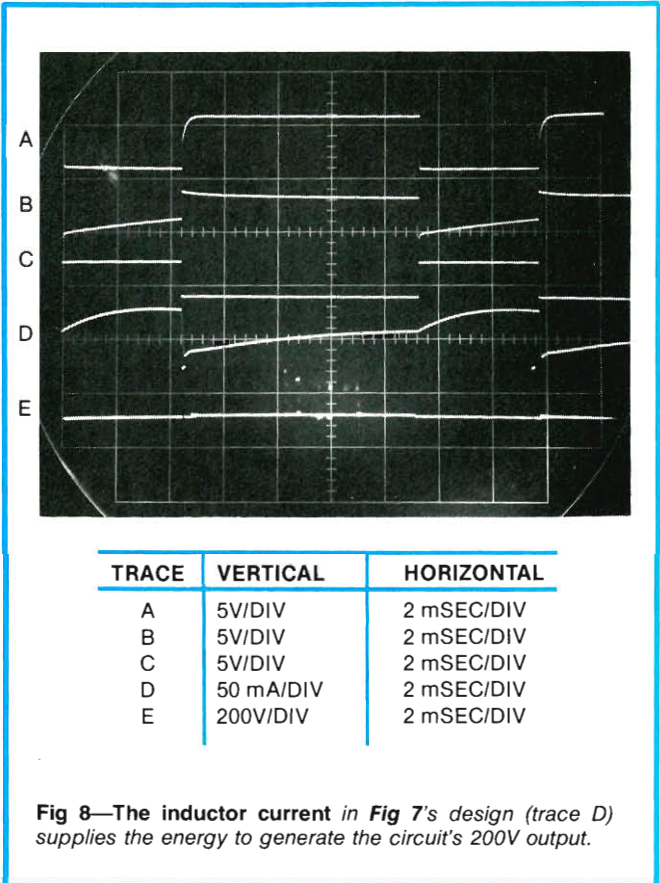 A
B
C
D
E
TRACE VERTICAL HORIZONTAL
A 5V/DIV 2 mSEC/DIV
B 5V/DIV 2 mSEC/DIV
C 5V/DIV 2 mSEC/DIV
D 50 mA/DIV 2 mSEC/DIV
E 200V/DIV 2 mSEC/DIV
Fig 8—The inductor current in Fig 7's design (trace D)
supplies the energy to generate the circuit's 200V output.